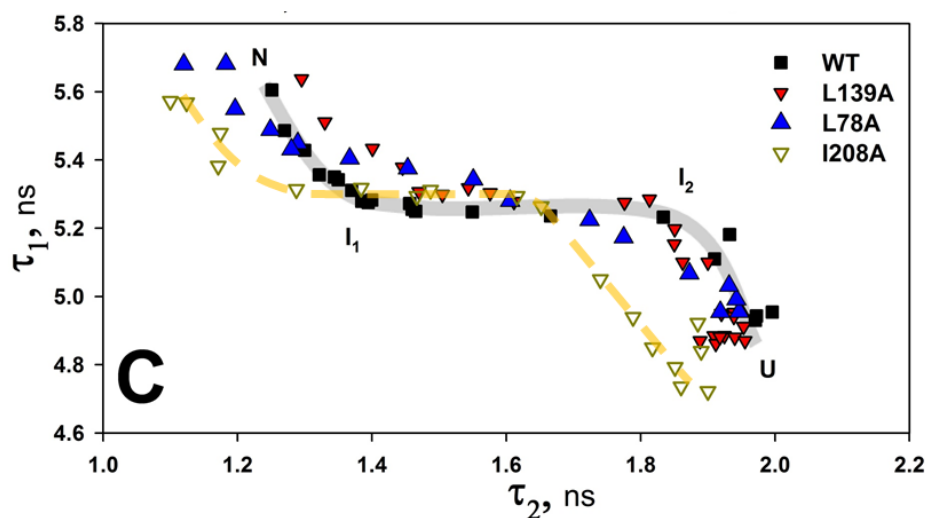 5.8
5.6
5.4
5.2
5.0
4.8
4.6
τ1, ns
N
I1
I2
U
WT
L139A
L78A
I208A
C
1.0 1.2 1.4 1.6 1.8 2.0 2.2
τ2, ns